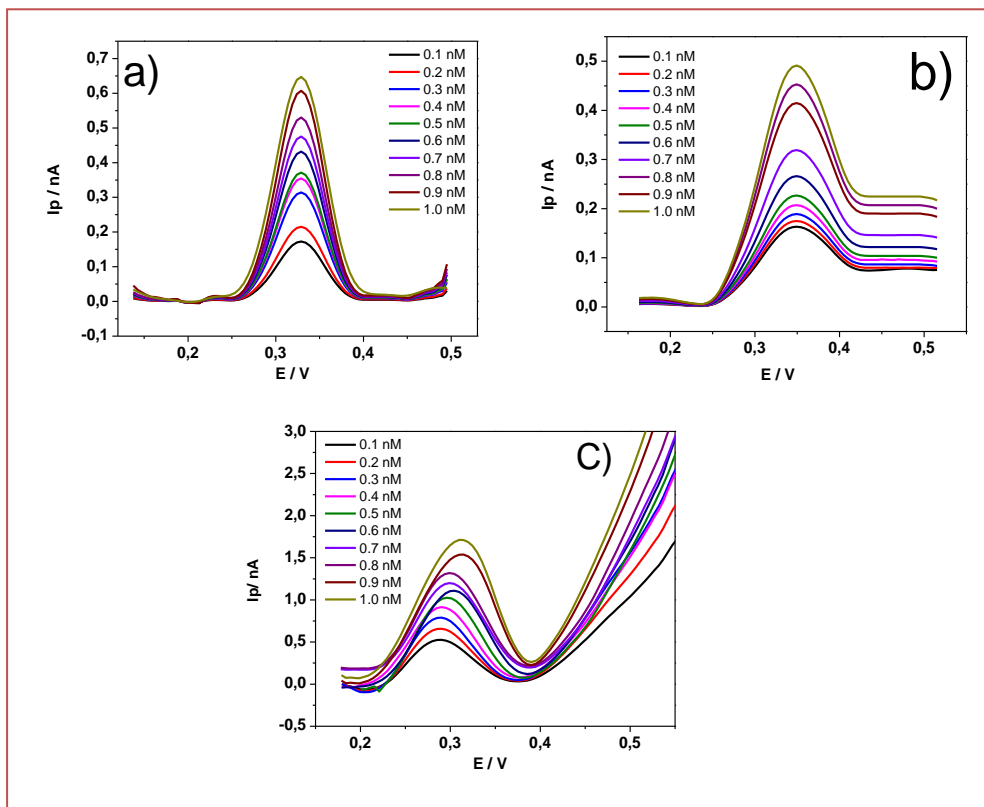 a)
0,7
0,6
0,5
0,4
0,3
0,2
0,1
0,0
-0,1
Ip / nA
0.1 nM
0.2 nM
0.3 nM
0.4 nM
0.5 nM
0.6 nM
0.7 nM
0.8 nM
0.9 nM
1.0 nM
0,2 0,3 0,4 0,5
E / V
b)
0,5
0,4
0,3
0,2
0,1
0,0
Ip / nA
0.1 nM
0.2 nM
0.3 nM
0.4 nM
0.5 nM
0.6 nM
0.7 nM
0.8 nM
0.9 nM
1.0 nM
0,2 0,3 0,4 0,5
E / V
C)
3,0
2,5
2,0
1,5
1,0
0,5
0,0
-0,5
Ip/ nA
0.1 nM
0.2 nM
0.3 nM
0.4 nM
0.5 nM
0.6 nM
0.7 nM
0.8 nM
0.9 nM
1.0 nM
0,2 0,3 0,4 0,5
E / V